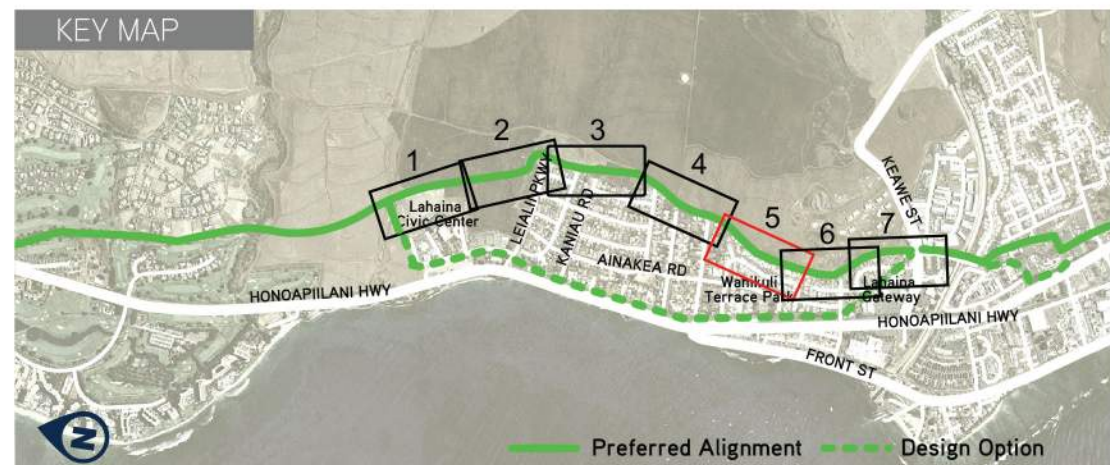 KEY MAP
1
2
3
4
5
6
7
Lahaina
Civic Center
LEIALII PKWY
KANIAU RD
AINAKEA RD
Wahikuli
Terrace Park
KEAWE ST
Lahaina
Gateway
HONOAPIILANI HWY
HONOAPIILANI HWY
FRONT ST
N
Preferred Alignment
Design Option